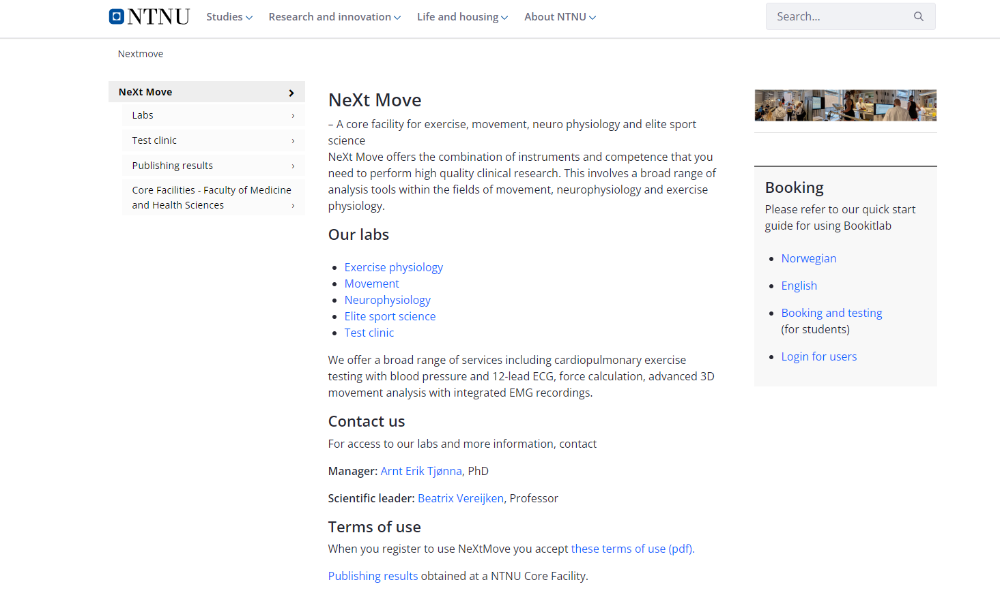 NTNU
Studies
Research and innovation
Life and housing
About NTNU
Search...
Nextmove
NeXt Move
Labs
Test clinic
Publishing results
Core Facilities - Faculty of Medicine
and Health Sciences
NeXt Move
– A core facility for exercise, movement, neuro physiology and elite sport
science
NeXt Move offers the combination of instruments and competence that you
need to perform high quality clinical research. This involves a broad range of
analysis tools within the fields of movement, neurophysiology and exercise
physiology.
Our labs
Exercise physiology
Movement
Neurophysiology
Elite sport science
Test clinic
We offer a broad range of services including cardiopulmonary exercise
testing with blood pressure and 12-lead ECG, force calculation, advanced 3D
movement analysis with integrated EMG recordings.
Contact us
For access to our labs and more information, contact
Manager: Arnt Erik Tjønna, PhD
Scientific leader: Beatrix Vereijken, Professor
Terms of use
When you register to use NeXtMove you accept these terms of use (pdf).
Publishing results obtained at a NTNU Core Facility.
Booking
Please refer to our quick start
guide for using Bookitlab
Norwegian
English
Booking and testing
(for students)
Login for users